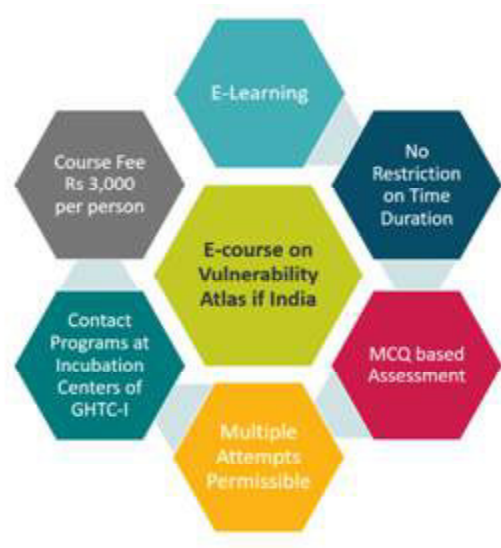 E-Learning
No
Restriction
on Time
Duration
MCQ based
Assessment
Multiple
Attempts
Permissible
Contact
Programs at
Incubation
Centers of
GHTC-I
Course Fee
Rs 3,000
per person
E-course on
Vulnerability
Atlas if India